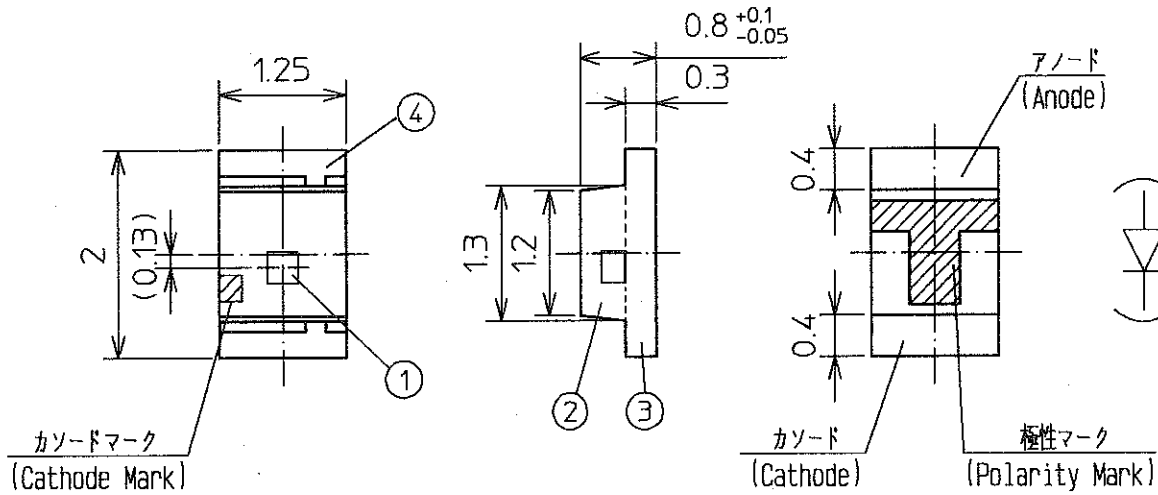 0.8 +0.1 -0.05
1.25
0.3
アノード
(Anode)
④
0.4
2
(0.13)
1.3
1.2
①
②
③
0.4
カソードマーク
(Cathode Mark)
カソード
(Cathode)
極性マーク
(Polarity Mark)